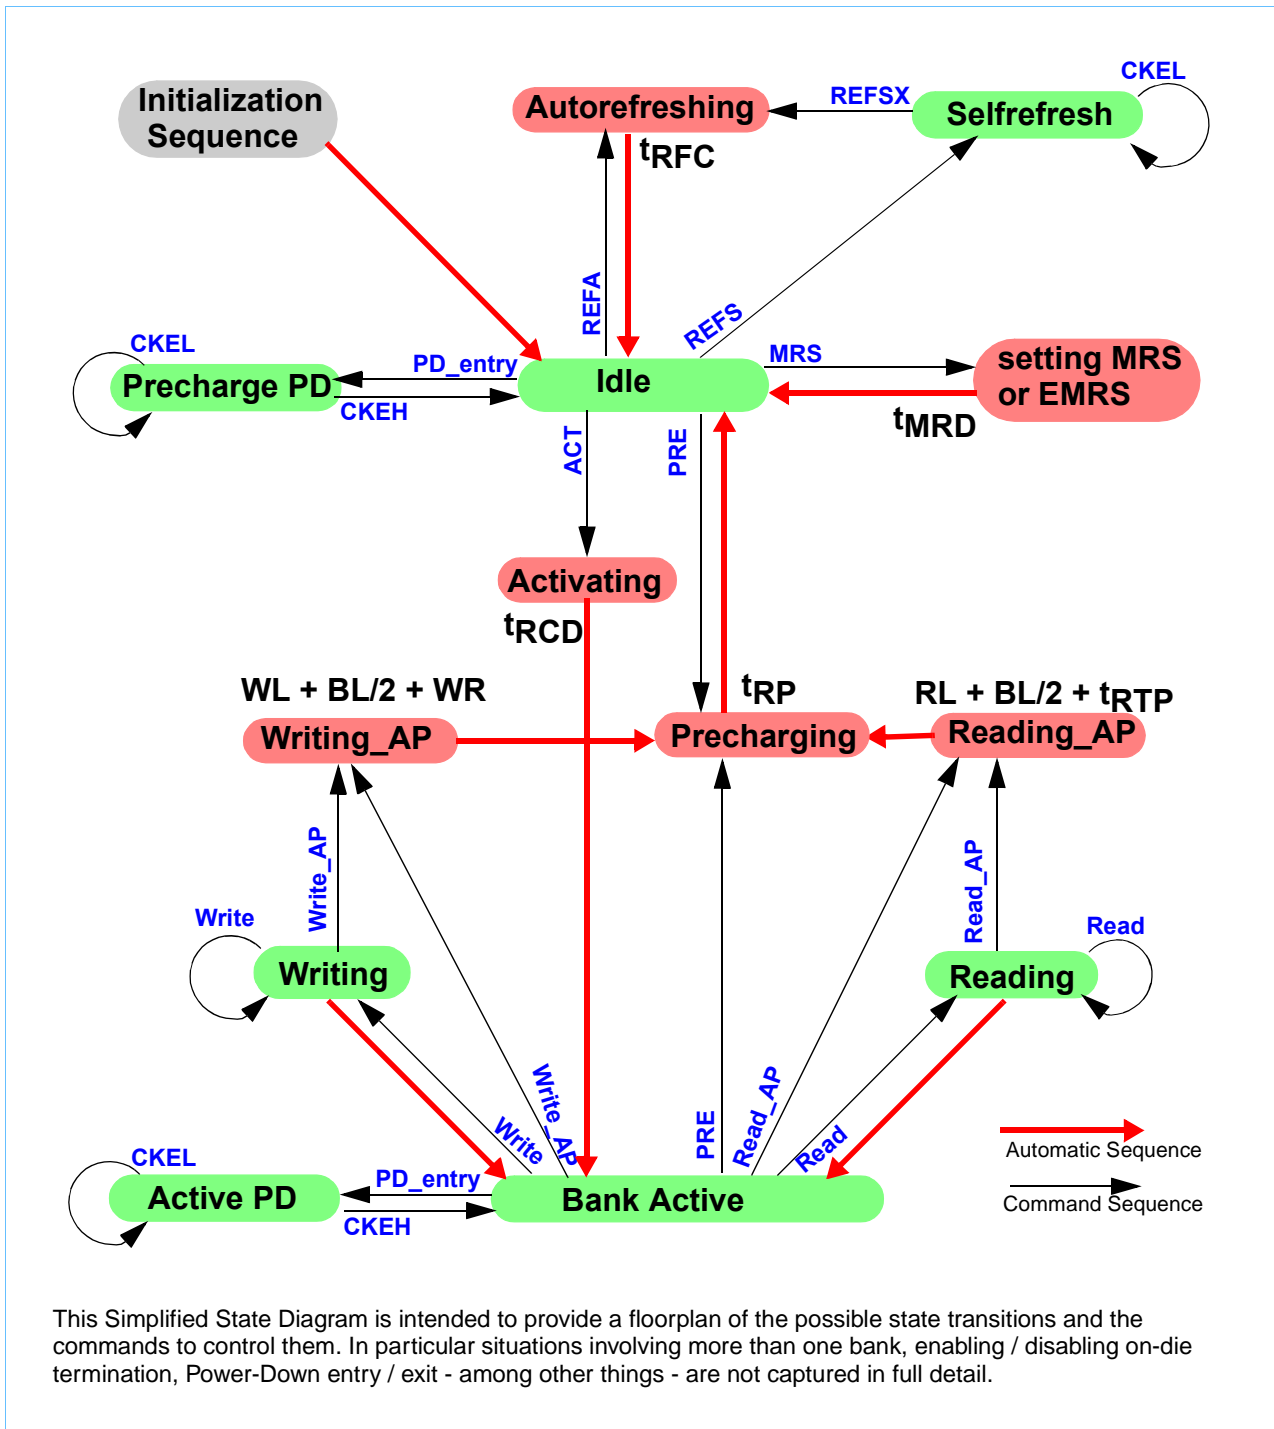 CKEL
Initialization
Sequence
Autorefreshing
REFSX
Selfrefresh
tRFC
REFA
REFS
CKEL
PD_entry
MRS
Precharge PD
Idle
setting MRS
or EMRS
CKEH
tMRD
ACT
PRE
Activating
tRCD
WL + BL/2 + WR
tRP
RL + BL/2 + tRTP
Writing_AP
Precharging
Reading_AP
Write_AP
Read_AP
Write
Read
Writing
Reading
Write
Write_AP
PRE
Read_AP
Read
Automatic Sequence
CKEL
PD_entry
Active PD
Bank Active
Command Sequence
CKEH
This Simplified State Diagram is intended to provide a floorplan of the possible state transitions and the
commands to control them. In particular situations involving more than one bank, enabling / disabling on-die
termination, Power-Down entry / exit - among other things - are not captured in full detail.